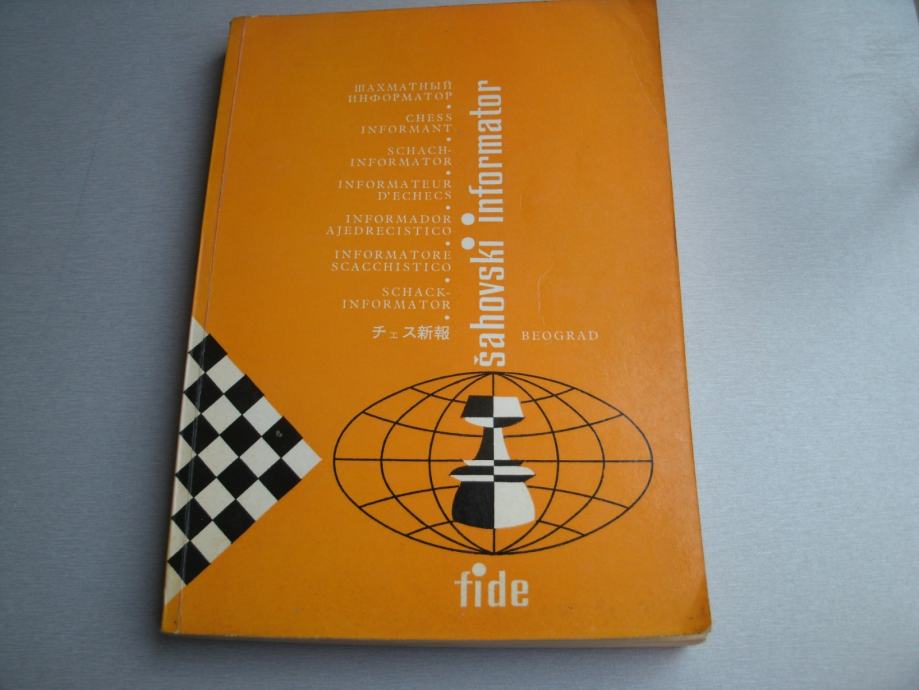 ШАХМАТНЫЙ
ИНФОРМАТОР
CHESS
INFORMANT
SCHACH-
INFORMATOR
INFORMATEUR
D'ECHECS
INFORMADOR
AJEDRECISTICO
INFORMATORE
SCACCHISTICO
SCHACK-
INFORMATOR
チェス新報
šahovski informator
BEOGRAD
fide